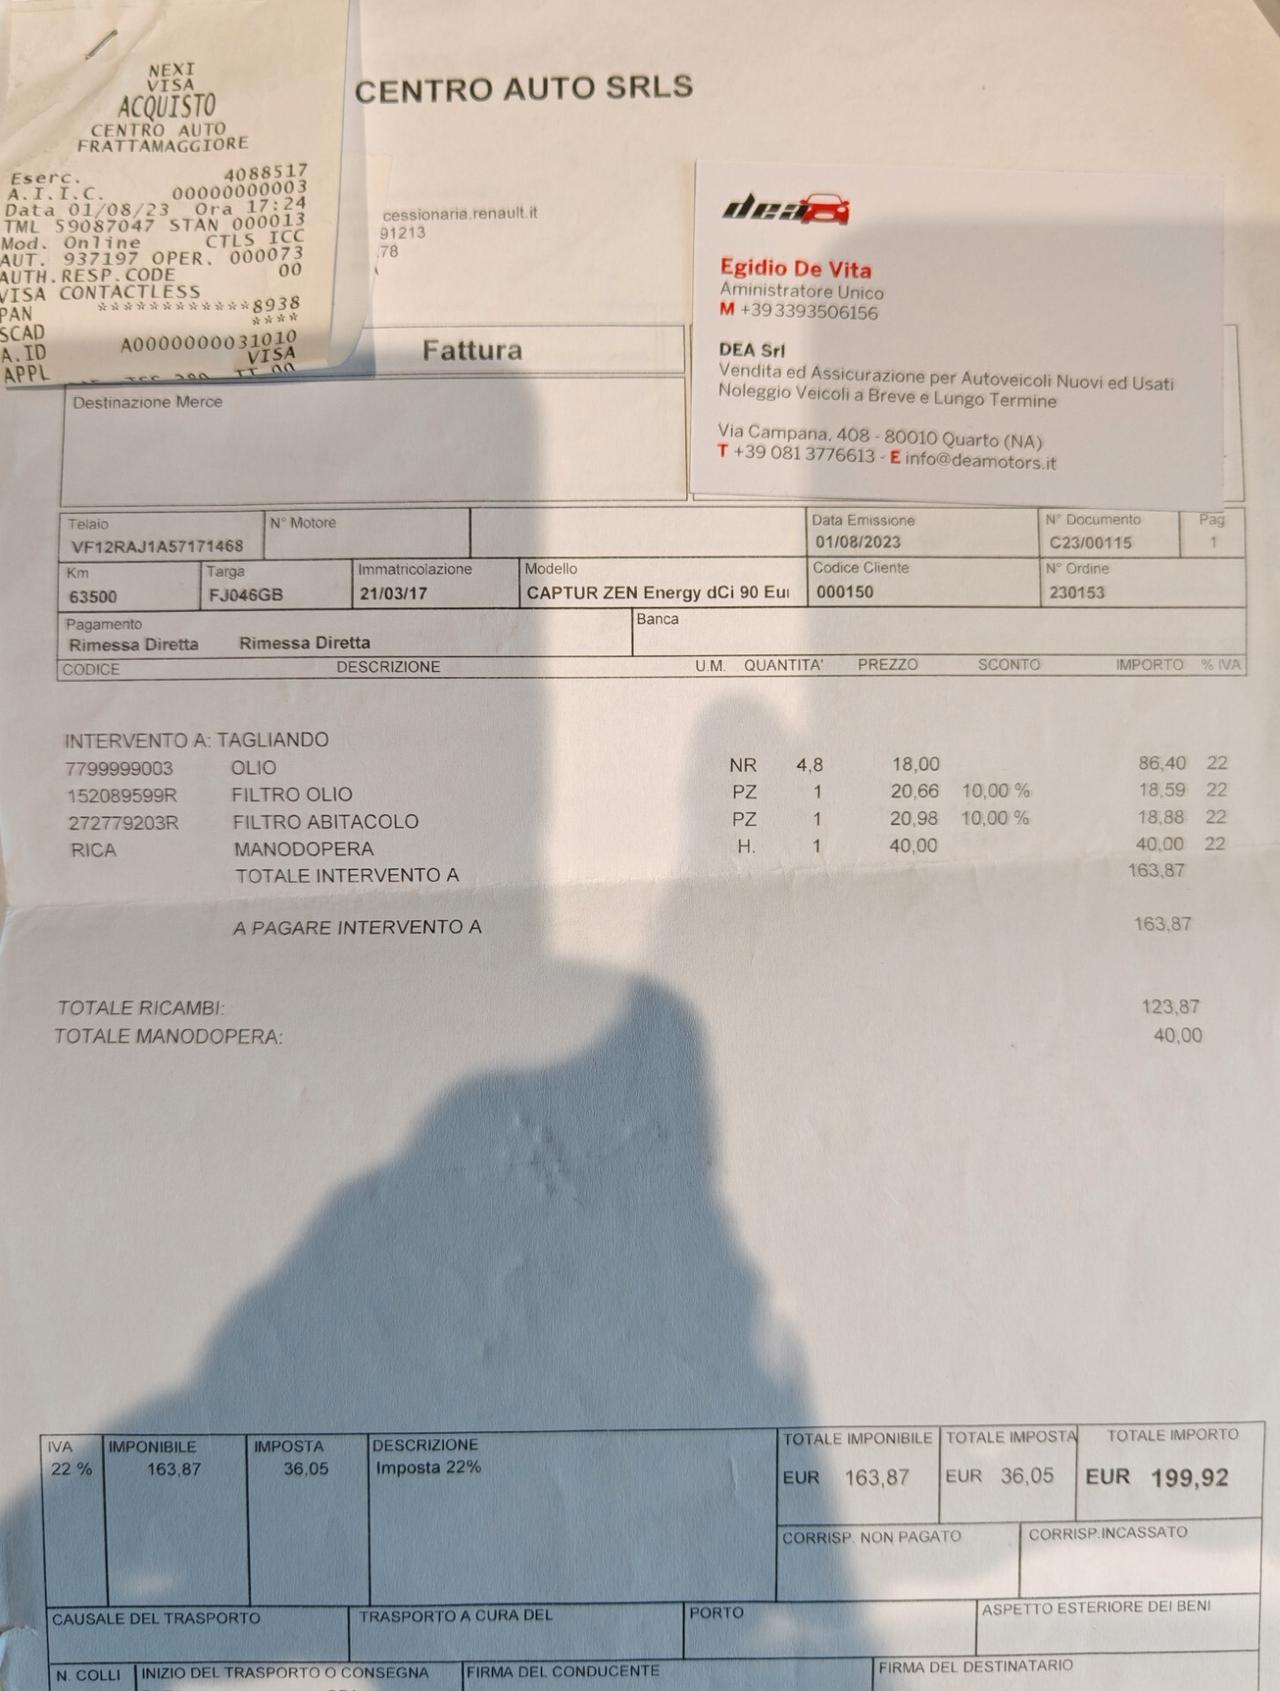 NEXI
VISA
ACQUISTO
CENTRO AUTO
FRATTAMAGGIORE
Eserc. 4088517
A.I.I.C. 00000000003
Data 01/08/23 Ora 17:24
TML 59087047 STAN 000013
Mod. Online CTLS ICC
AUT. 937197 OPER. 000073
AUTH.RESP.CODE 00
VISA CONTACTLESS
PAN ************8938
SCAD ****
A.ID A0000000031010
APPL VISA
CENTRO AUTO SRLS
cessionaria.renault.it
91213
78
dea
Egidio De Vita
Aministratore Unico
M +39 3393506156
DEA Srl
Vendita ed Assicurazione per Autoveicoli Nuovi ed Usati
Noleggio Veicoli a Breve e Lungo Termine
Via Campana, 408 - 80010 Quarto (NA)
T +39 081 3776613 - E info@deamotors.it
Fattura
Destinazione Merce
Telaio N° Motore Data Emissione N° Documento Pag
VF12RAJ1A57171468 01/08/2023 C23/00115 1
Km Targa Immatricolazione Modello Codice Cliente N° Ordine
63500 FJ046GB 21/03/17 CAPTUR ZEN Energy dCi 90 Eur 000150 230153
Pagamento Banca
Rimessa Diretta Rimessa Diretta
CODICE DESCRIZIONE U.M. QUANTITA' PREZZO SCONTO IMPORTO % IVA
INTERVENTO A: TAGLIANDO
7799999003 OLIO NR 4,8 18,00 86,40 22
152089599R FILTRO OLIO PZ 1 20,66 10,00 % 18,59 22
272779203R FILTRO ABITACOLO PZ 1 20,98 10,00 % 18,88 22
RICA MANODOPERA H. 1 40,00 40,00 22
TOTALE INTERVENTO A 163,87
A PAGARE INTERVENTO A 163,87
TOTALE RICAMBI: 123,87
TOTALE MANODOPERA: 40,00
IVA IMPONIBILE IMPOSTA DESCRIZIONE TOTALE IMPONIBILE TOTALE IMPOSTA TOTALE IMPORTO
22 % 163,87 36,05 Imposta 22% EUR 163,87 EUR 36,05 EUR 199,92
CORRISP. NON PAGATO CORRISP.INCASSATO
CAUSALE DEL TRASPORTO TRASPORTO A CURA DEL PORTO ASPETTO ESTERIORE DEI BENI
N. COLLI INIZIO DEL TRASPORTO O CONSEGNA FIRMA DEL CONDUCENTE FIRMA DEL DESTINATARIO